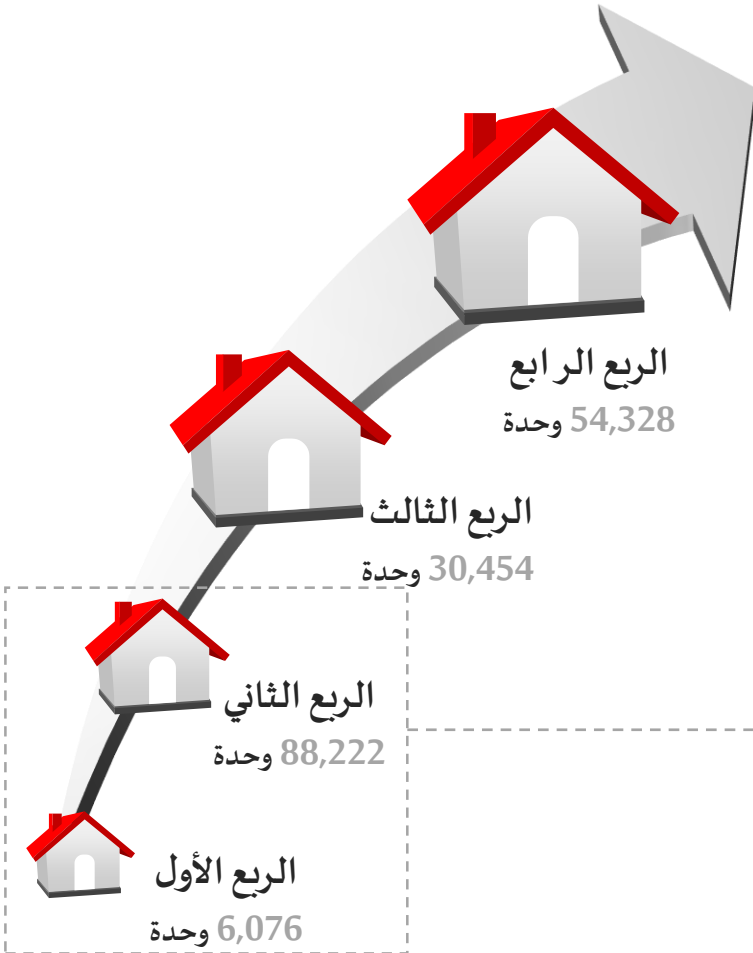 الربع الرابع
54,328 وحدة
الربع الثالث
30,454 وحدة
الربع الثاني
88,222 وحدة
الربع الأول
6,076 وحدة